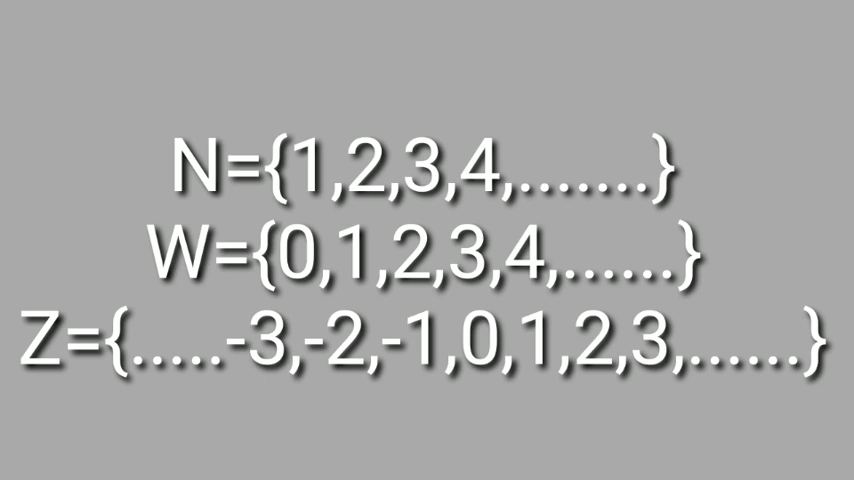 N={1,2,3,4,.......}
W={0,1,2,3,4,......}
Z={.....-3,-2,-1,0,1,2,3,......}